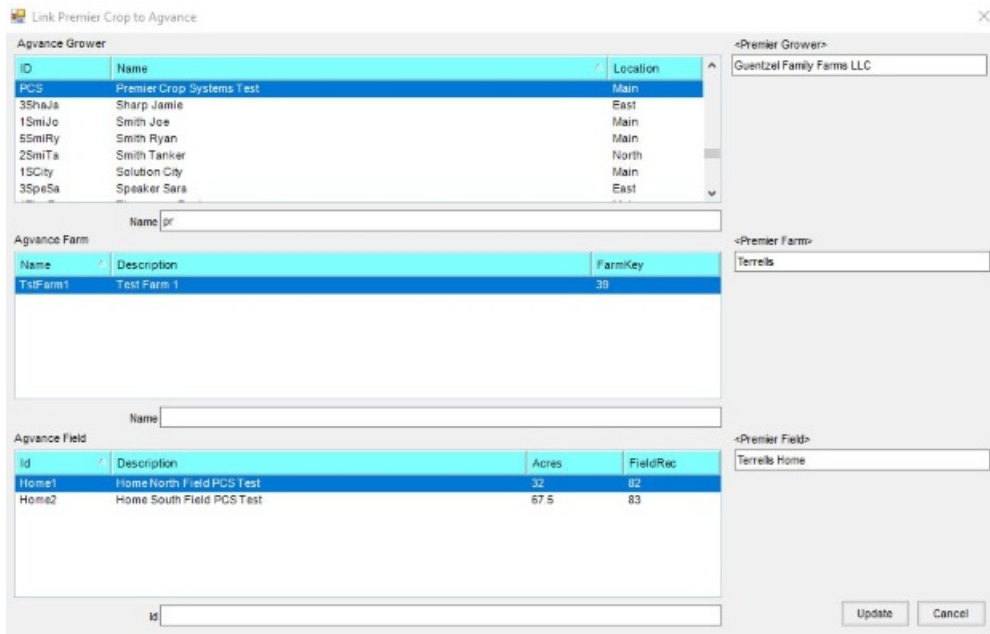 Link Premier Crop to Agvance
Agvance Grower
<Premier Grower>
ID Name Location
Guentzel Family Farms LLC
PCS Premier Crop Systems Test Main
3ShaJa Sharp Jamie East
1SmiJo Smith Joe Main
5SmiRy Smith Ryan Main
2SmiTa Smith Tanker North
1SCity Solution City Main
3SpeSa Speaker Sara East
Name pr
Agvance Farm
<Premier Farm>
Name Description FarmKey
Terrells
TstFarm1 Test Farm 1 39
Name
Agvance Field
<Premier Field>
Id Description Acres FieldRec
Terrells Home
Home1 Home North Field PCS Test 32 82
Home2 Home South Field PCS Test 67.5 83
Id
Update Cancel